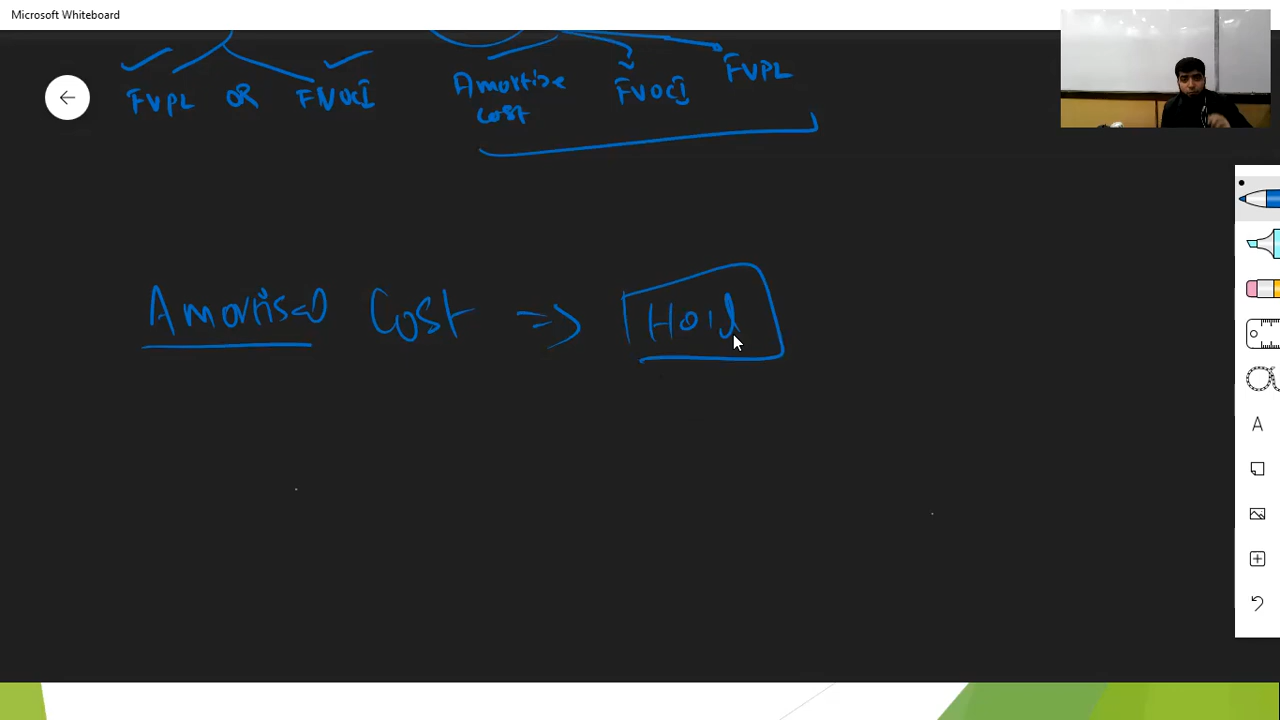 Microsoft Whiteboard
FVPL OR FVOCI
Amortise cost
FVOCI
FVPL
Amortised Cost => Hold
A